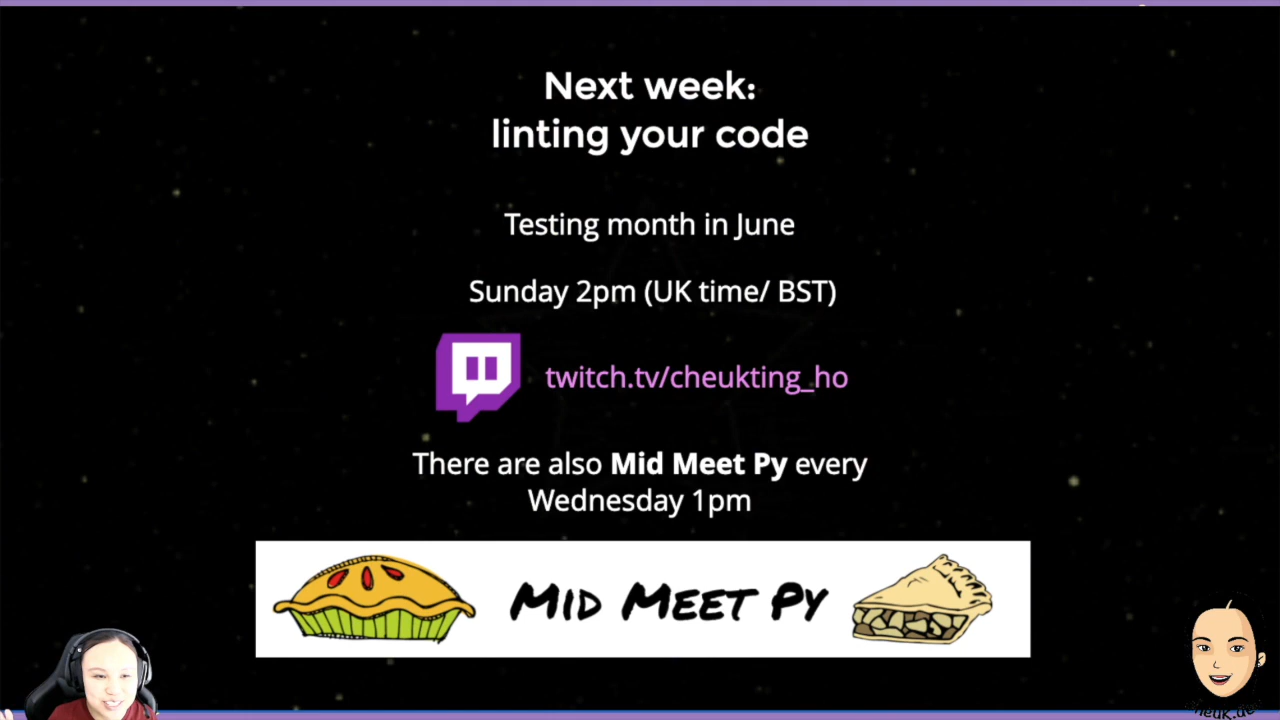 Next week:
linting your code
Testing month in June
Sunday 2pm (UK time/ BST)
twitch.tv/cheukting_ho
There are also Mid Meet Py every
Wednesday 1pm
MID MEET PY